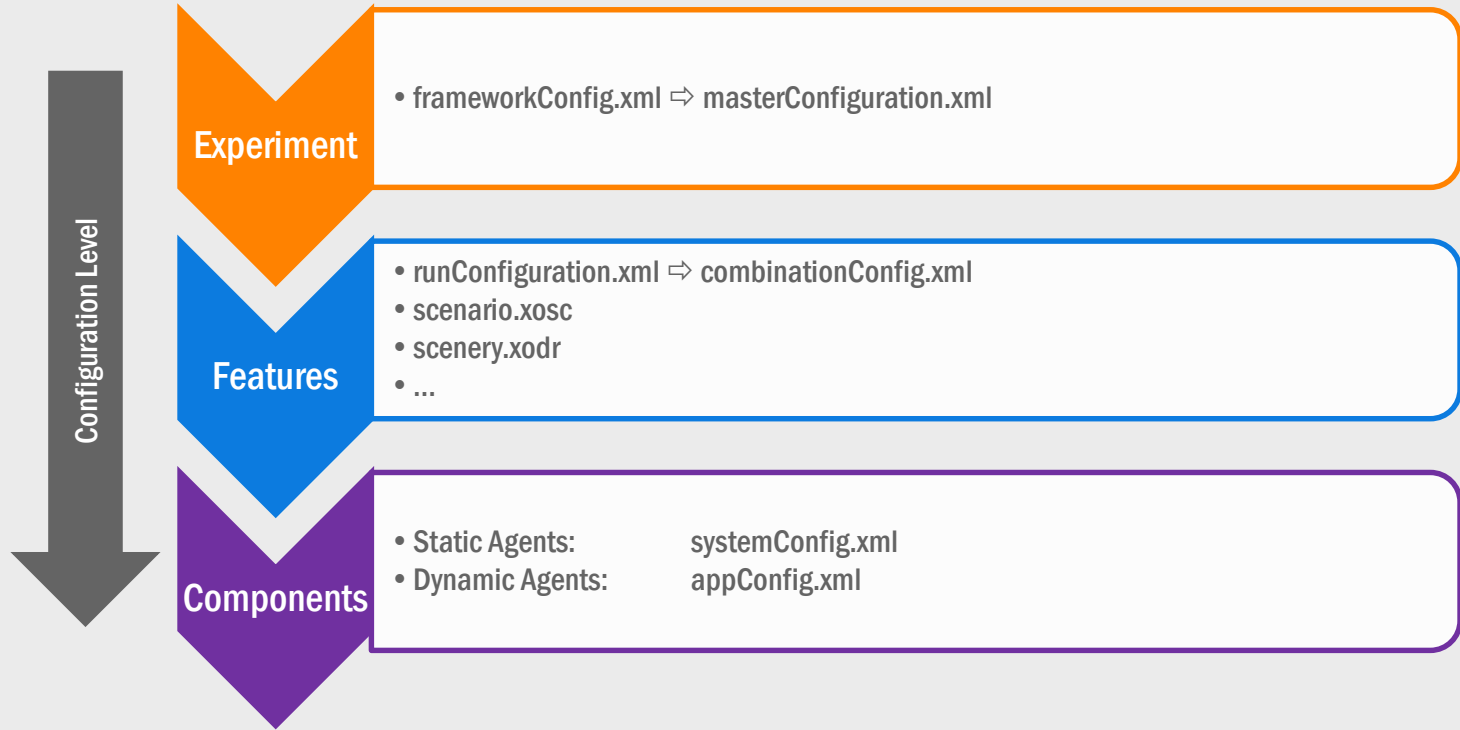 Configuration Level
Experiment
• frameworkConfig.xml ⇨ masterConfiguration.xml
Features
• runConfiguration.xml ⇨ combinationConfig.xml
• scenario.xosc
• scenery.xodr
• ...
Components
• Static Agents: systemConfig.xml
• Dynamic Agents: appConfig.xml